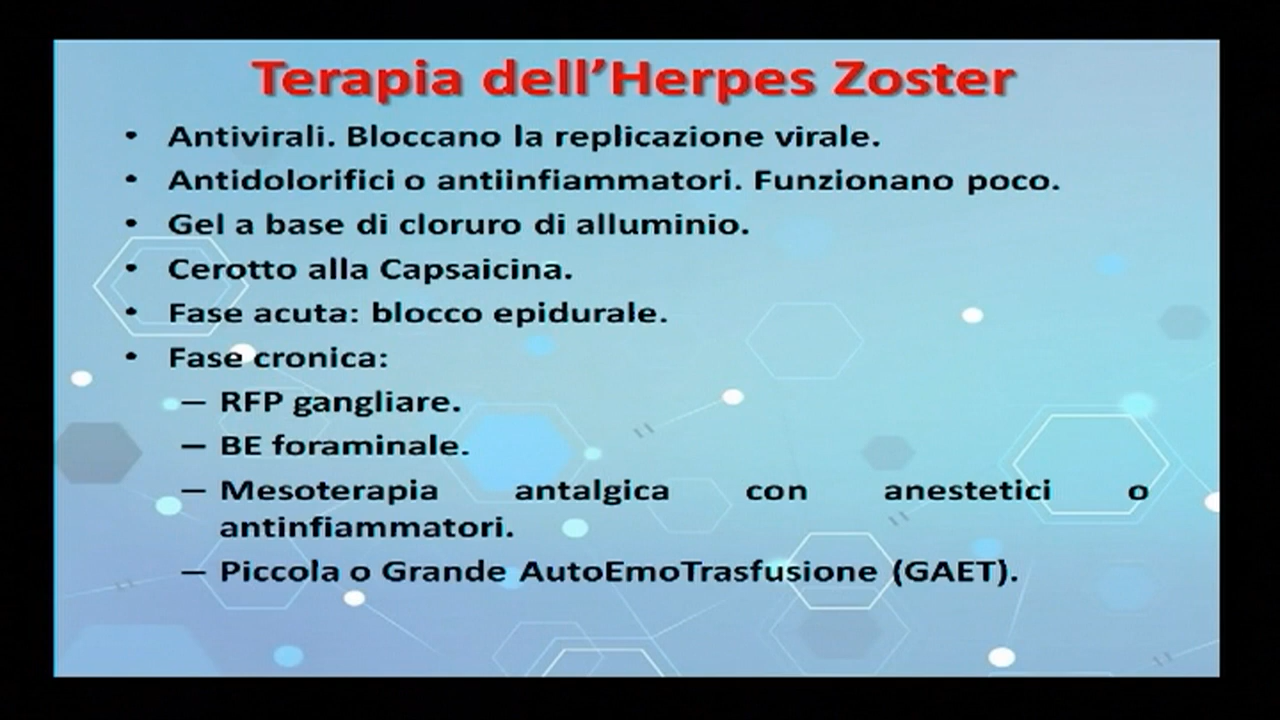 Terapia dell'Herpes Zoster
• Antivirali. Bloccano la replicazione virale.
• Antidolorifici o antiinfiammatori. Funzionano poco.
• Gel a base di cloruro di alluminio.
• Cerotto alla Capsaicina.
• Fase acuta: blocco epidurale.
• Fase cronica:
– RFP gangliare.
– BE foraminale.
– Mesoterapia antalgica con anestetici o
antinfiammatori.
– Piccola o Grande AutoEmoTrasfusione (GAET).